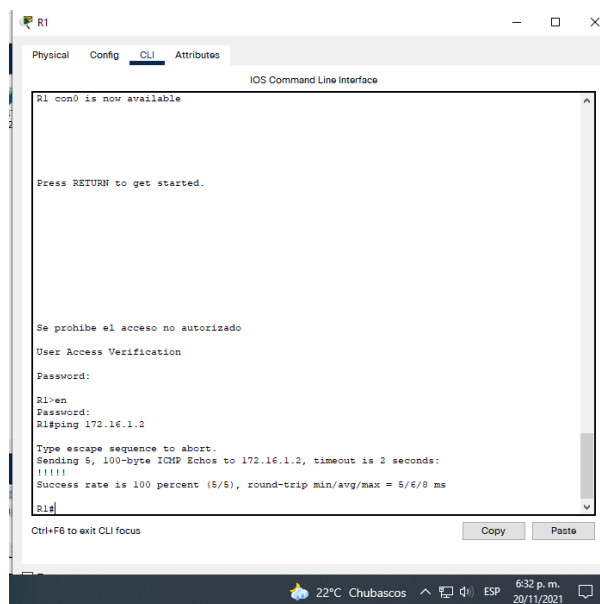 R1
Physical Config CLI Attributes
IOS Command Line Interface
R1 con0 is now available
Press RETURN to get started.
Se prohibe el acceso no autorizado
User Access Verification
Password:
R1>en
Password:
R1#ping 172.16.1.2
Type escape sequence to abort.
Sending 5, 100-byte ICMP Echos to 172.16.1.2, timeout is 2 seconds:
!!!!!
Success rate is 100 percent (5/5), round-trip min/avg/max = 5/6/8 ms
R1#
Ctrl+F6 to exit CLI focus
Copy Paste
22°C Chubascos ESP 6:32 p. m.
20/11/2021